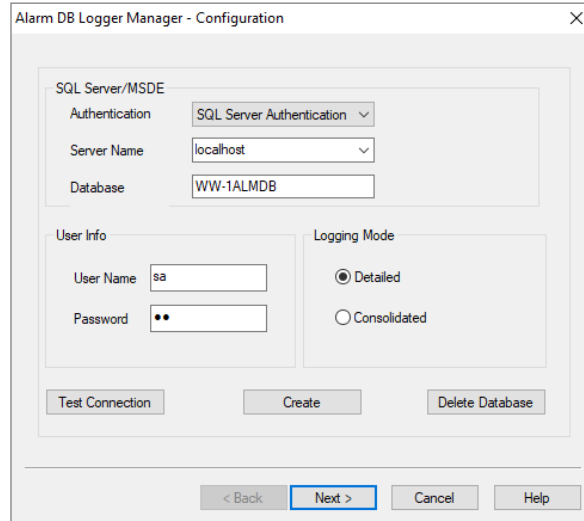 Alarm DB Logger Manager - Configuration
SQL Server/MSDE
Authentication SQL Server Authentication
Server Name localhost
Database WW-1ALMDB
User Info
User Name sa
Password ●●
Logging Mode
Detailed
Consolidated
Test Connection Create Delete Database
< Back Next > Cancel Help